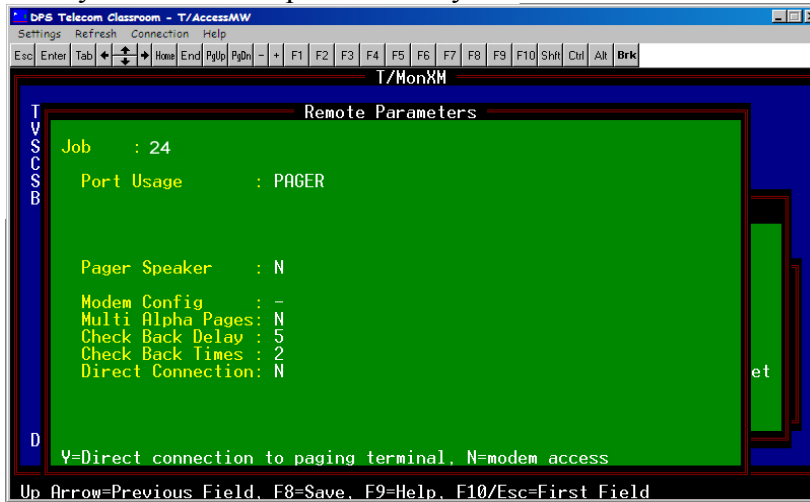 DPS Telecom Classroom - T/AccessMW
Settings Refresh Connection Help
Esc Enter Tab Home End PgUp PgDn - + F1 F2 F3 F4 F5 F6 F7 F8 F9 F10 Shft Ctrl Alt Brk
T/MonXM
T
V
S
C
S
B
Remote Parameters
Job : 24
Port Usage : PAGER
Pager Speaker : N
Modem Config : -
Multi Alpha Pages: N
Check Back Delay : 5
Check Back Times : 2
Direct Connection: N
et
D
Y=Direct connection to paging terminal, N=modem access
Up Arrow=Previous Field, F8=Save, F9=Help, F10/Esc=First Field